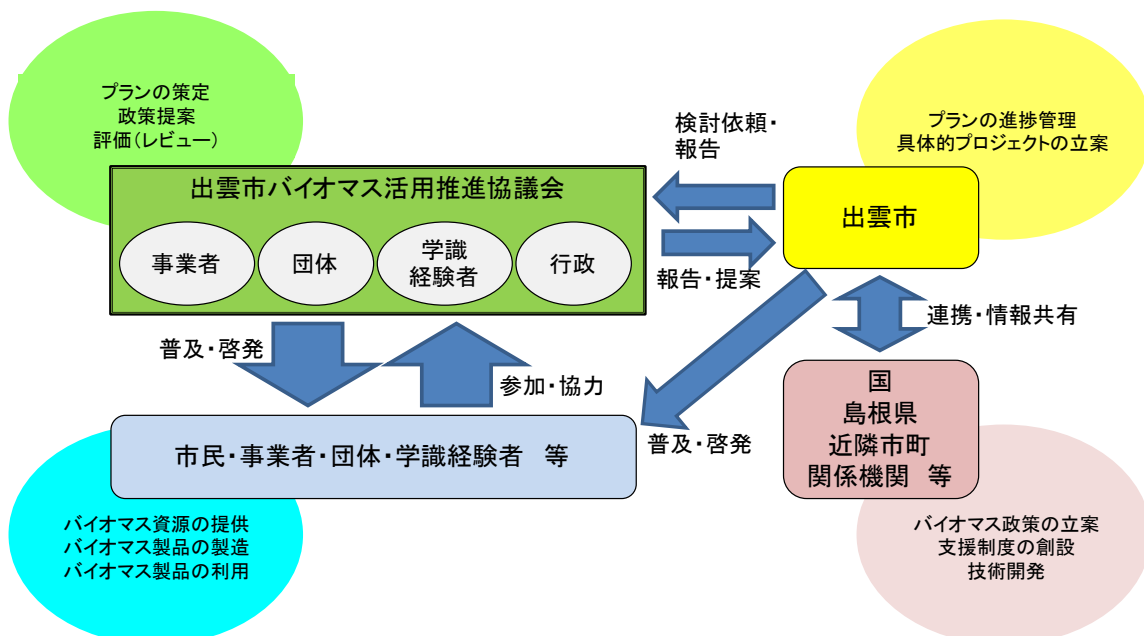 プランの策定
政策提案
評価(レビュー)
検討依頼・
報告
プランの進捗管理
具体的プロジェクトの立案
出雲市バイオマス活用推進協議会
事業者
団体
学識
経験者
行政
出雲市
報告・提案
連携・情報共有
普及・啓発
参加・協力
市民・事業者・団体・学識経験者　等
普及・啓発
国
島根県
近隣市町
関係機関　等
バイオマス資源の提供
バイオマス製品の製造
バイオマス製品の利用
バイオマス政策の立案
支援制度の創設
技術開発